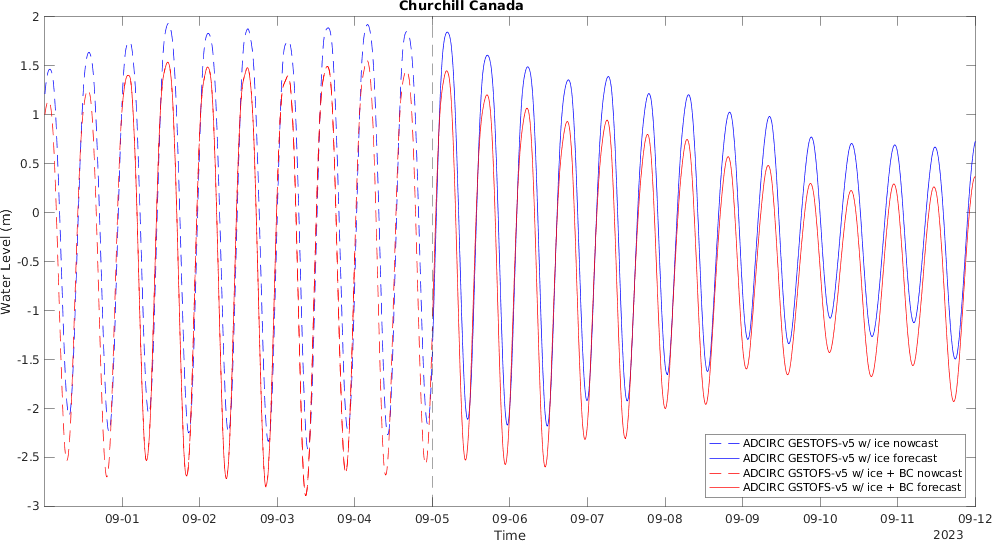 Churchill Canada
2
1.5
1
0.5
0
-0.5
-1
-1.5
-2
-2.5
-3
Water Level (m)
ADCIRC GESTOFS-v5 w/ ice nowcast
ADCIRC GESTOFS-v5 w/ ice forecast
ADCIRC GSTOFS-v5 w/ ice + BC nowcast
ADCIRC GSTOFS-v5 w/ ice + BC forecast
09-01 09-02 09-03 09-04 09-05 09-06 09-07 09-08 09-09 09-10 09-11 09-12
Time
2023